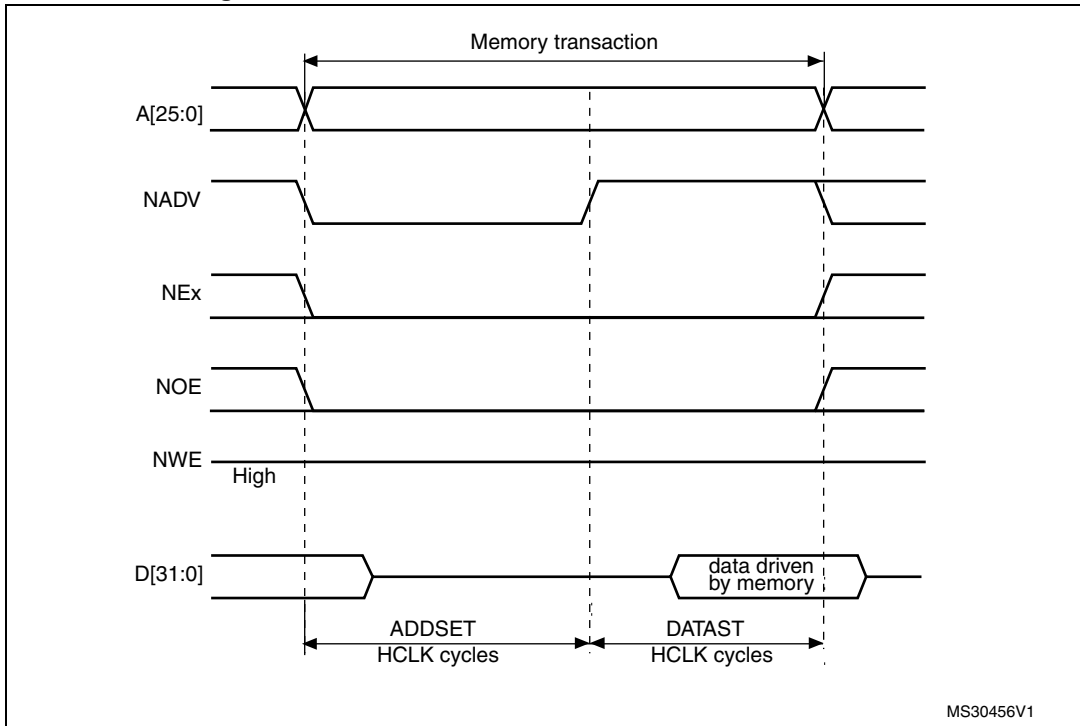 Memory transaction
A[25:0]
NADV
NEx
NOE
NWE
High
D[31:0]
data driven
by memory
ADDSET
HCLK cycles
DATAST
HCLK cycles
MS30456V1